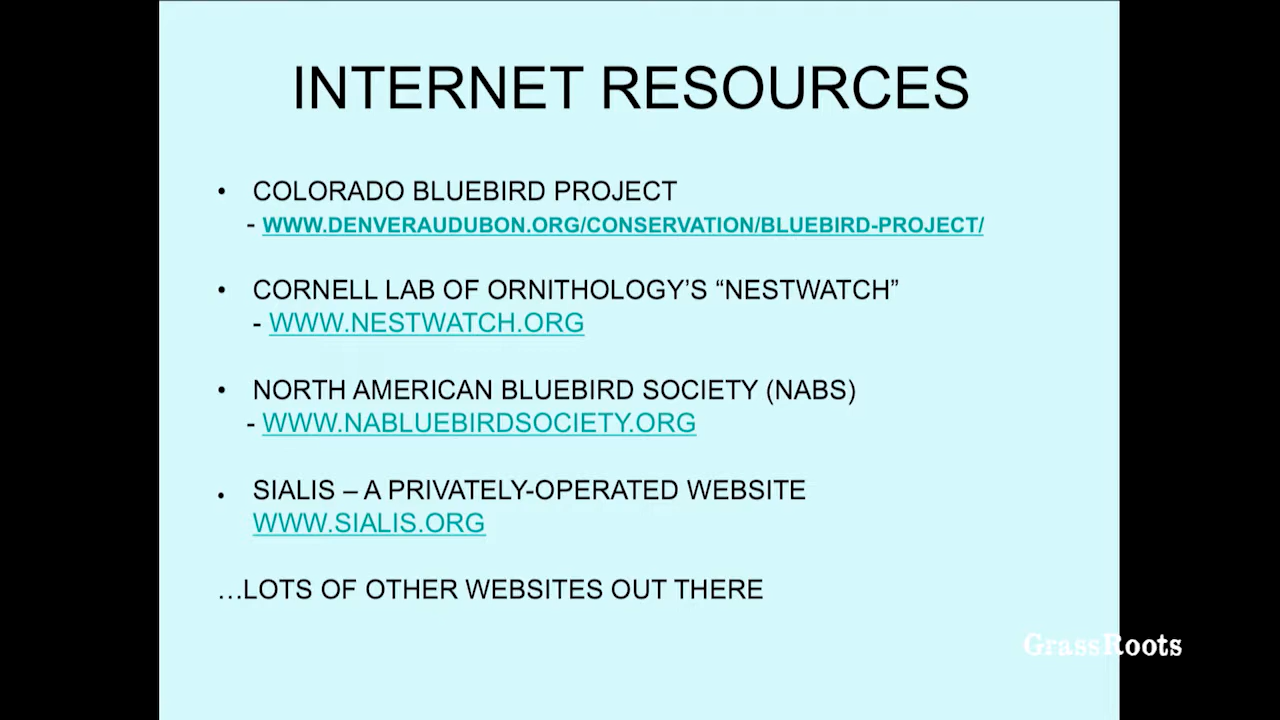 INTERNET RESOURCES
• COLORADO BLUEBIRD PROJECT
- WWW.DENVERAUDUBON.ORG/CONSERVATION/BLUEBIRD-PROJECT/
• CORNELL LAB OF ORNITHOLOGY’S “NESTWATCH”
- WWW.NESTWATCH.ORG
• NORTH AMERICAN BLUEBIRD SOCIETY (NABS)
- WWW.NABLUEBIRDSOCIETY.ORG
• SIALIS – A PRIVATELY-OPERATED WEBSITE
WWW.SIALIS.ORG
…LOTS OF OTHER WEBSITES OUT THERE
GrassRoots